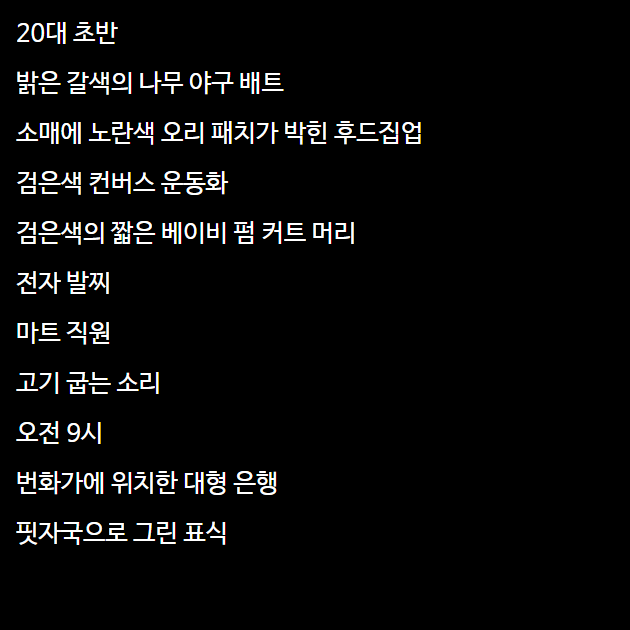 20대 초반
밝은 갈색의 나무 야구 배트
소매에 노란색 오리 패치가 박힌 후드집업
검은색 컨버스 운동화
검은색의 짧은 베이비 펌 커트 머리
전자 발찌
마트 직원
고기 굽는 소리
오전 9시
번화가에 위치한 대형 은행
핏자국으로 그린 표식